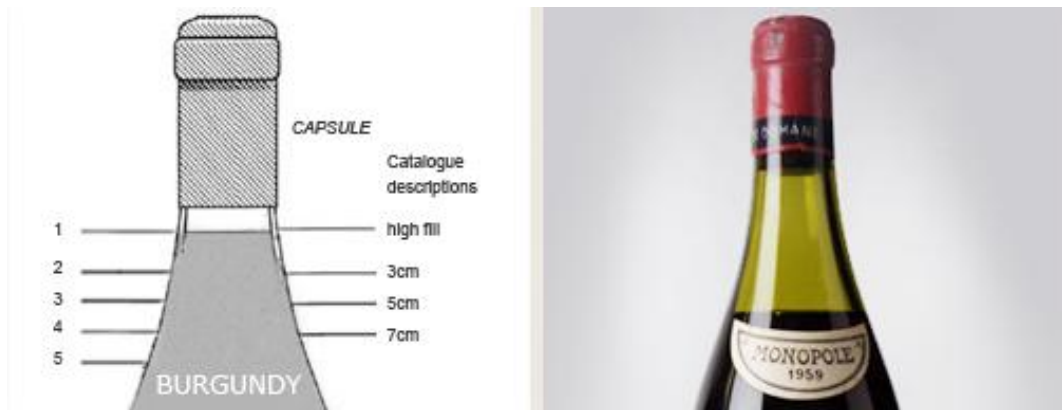 CAPSULE
Catalogue
descriptions
1
high fill
2
3cm
3
5cm
4
7cm
5
BURGUNDY
MONOPOLE
1959